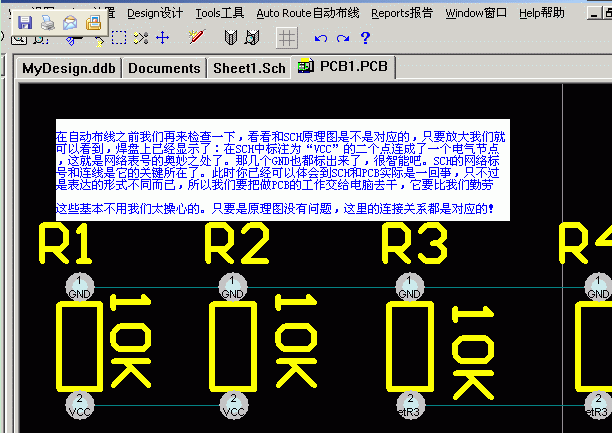 Design设计 Tools工具 Auto Route自动布线 Reports报告 Window窗口 Help帮助
MyDesign.ddb Documents Sheet1.Sch PCB1.PCB
在自动布线之前我们再来检查一下，看看和SCH原理图是不是对应的，只要放大我们就
可以看到，焊盘上已经显示了：在SCH中标注为“VCC”的二个点连成了一个电气节点
，这就是网络表号的奥妙之处了。那几个GND也都标出来了，很智能吧。SCH的网络标
号和连线是它的关键所在了。此时你已经可以体会到SCH和PCB实际是一回事，只不过
是表达的形式不同而已，所以我们要把做PCB的工作交给电脑去干，它要比我们勤劳
这些基本不用我们太操心的。只要是原理图没有问题，这里的连接关系都是对应的！
R1 R2 R3 R4
1 1 1 1
GND GND GND GND
10K 10K 10K
2 2 2 2
VCC VCC etR3 etR